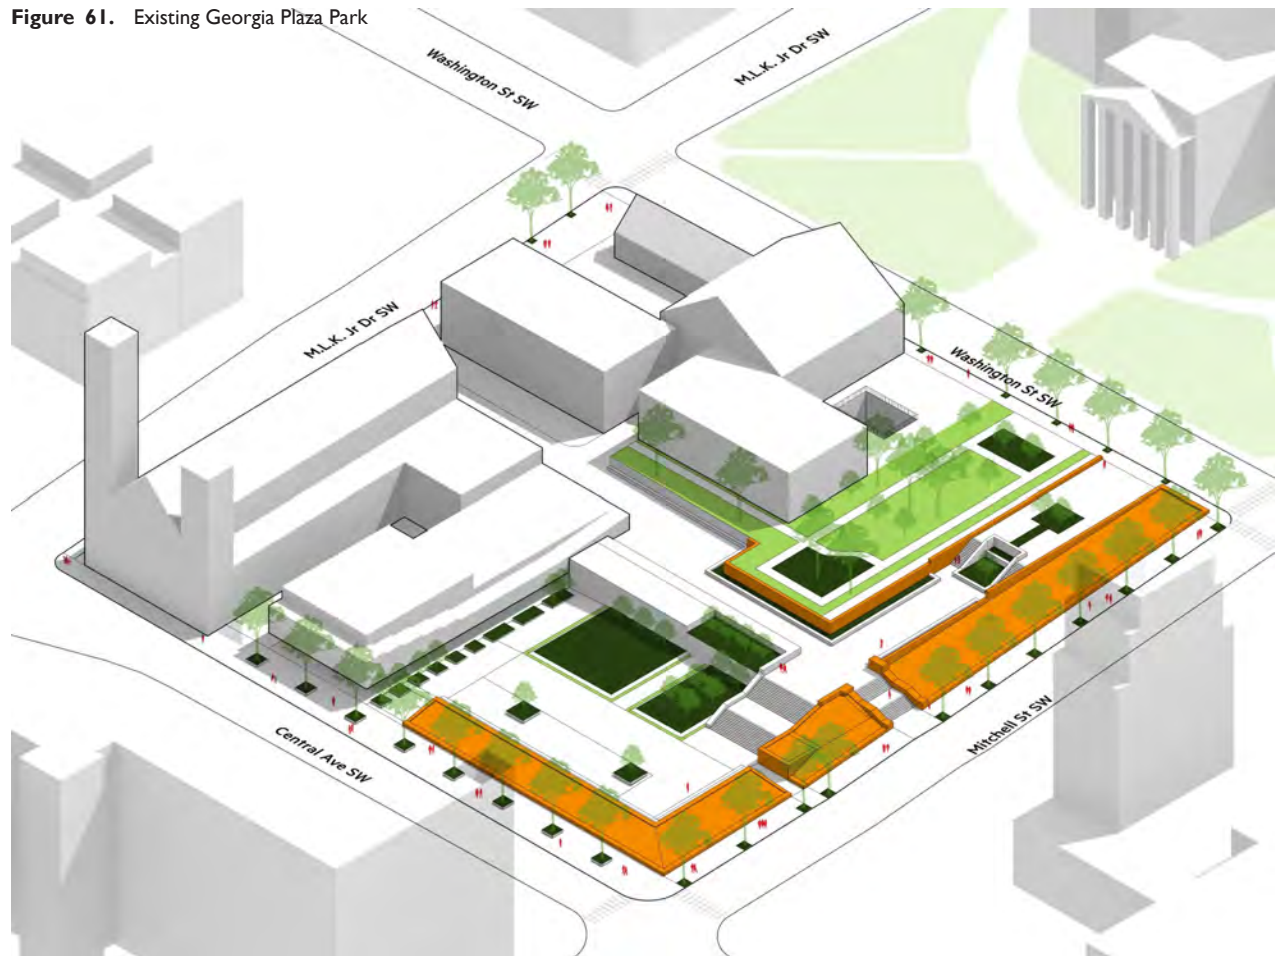 Figure 61. Existing Georgia Plaza Park
Washington St SW
M.L.K. Jr Dr SW
M.L.K. Jr Dr SW
Washington St SW
Mitchell St SW
Central Ave SW